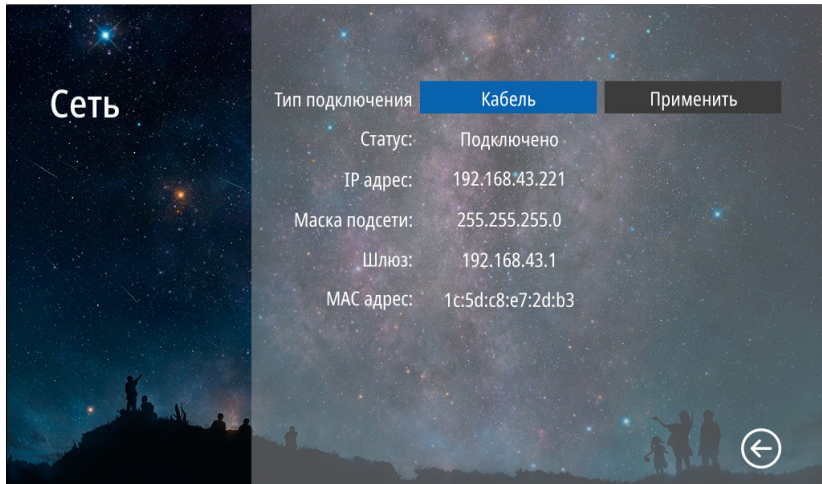 Сеть
Тип подключения Кабель Применить
Статус: Подключено
IP адрес: 192.168.43.221
Маска подсети: 255.255.255.0
Шлюз: 192.168.43.1
MAC адрес: 1c:5d:c8:e7:2d:b3